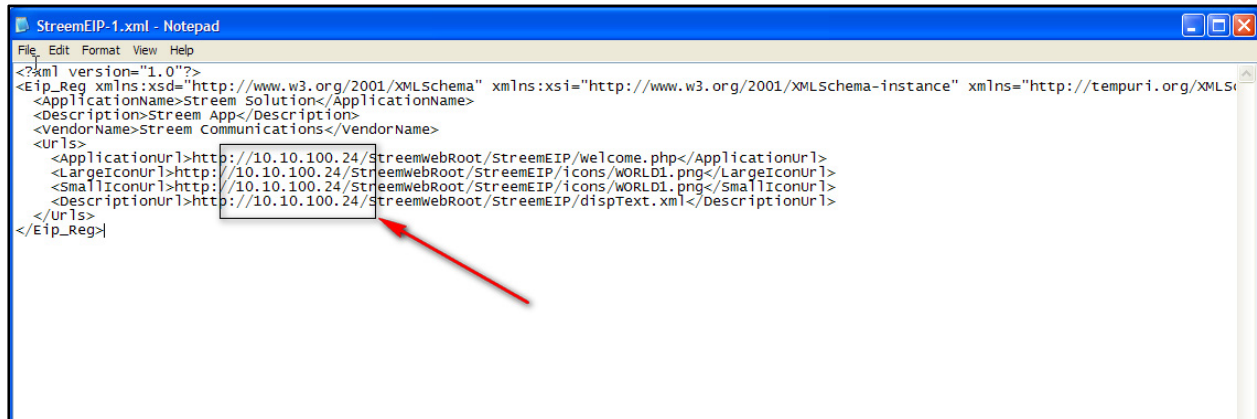 StreemEIP-1.xml - Notepad
File Edit Format View Help
<?xml version="1.0"?>
<Eip_Reg xmlns:xsd="http://www.w3.org/2001/XMLSchema" xmlns:xsi="http://www.w3.org/2001/XMLSchema-instance" xmlns="http://tempuri.org/XMLSc
<ApplicationName>Streem Solution</ApplicationName>
<Description>Streem App</Description>
<VendorName>Streem Communications</VendorName>
<Urls>
<ApplicationUrl>http://10.10.100.24/StreemWebRoot/StreemEIP/Welcome.php</ApplicationUrl>
<LargeIconUrl>http://10.10.100.24/StreemWebRoot/StreemEIP/icons/WORLD1.png</LargeIconUrl>
<SmallIconUrl>http://10.10.100.24/StreemWebRoot/StreemEIP/icons/WORLD1.png</SmallIconUrl>
<DescriptionUrl>http://10.10.100.24/StreemWebRoot/StreemEIP/dispText.xml</DescriptionUrl>
</Urls>
</Eip_Reg>